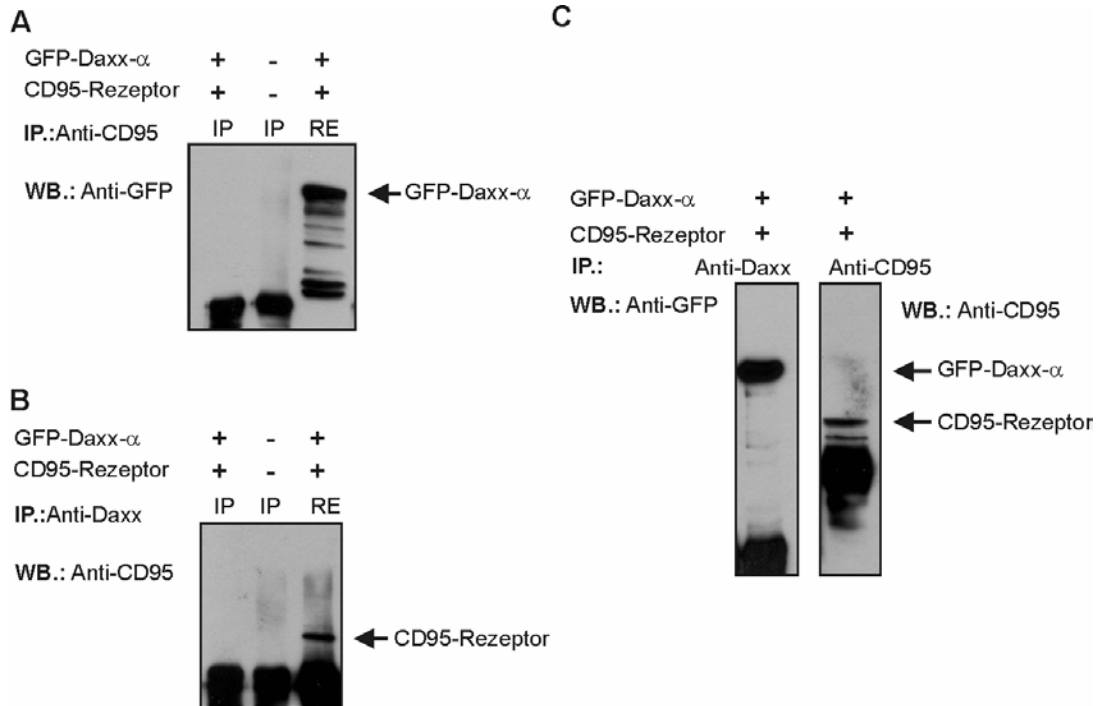 A
GFP-Daxx-α + - +
CD95-Rezeptor + - +
IP.:Anti-CD95 IP IP RE
WB.: Anti-GFP
GFP-Daxx-α
B
GFP-Daxx-α + - +
CD95-Rezeptor + - +
IP.:Anti-Daxx IP IP RE
WB.: Anti-CD95
CD95-Rezeptor
C
GFP-Daxx-α + +
CD95-Rezeptor + +
IP.: Anti-Daxx Anti-CD95
WB.: Anti-GFP WB.: Anti-CD95
GFP-Daxx-α
CD95-Rezeptor